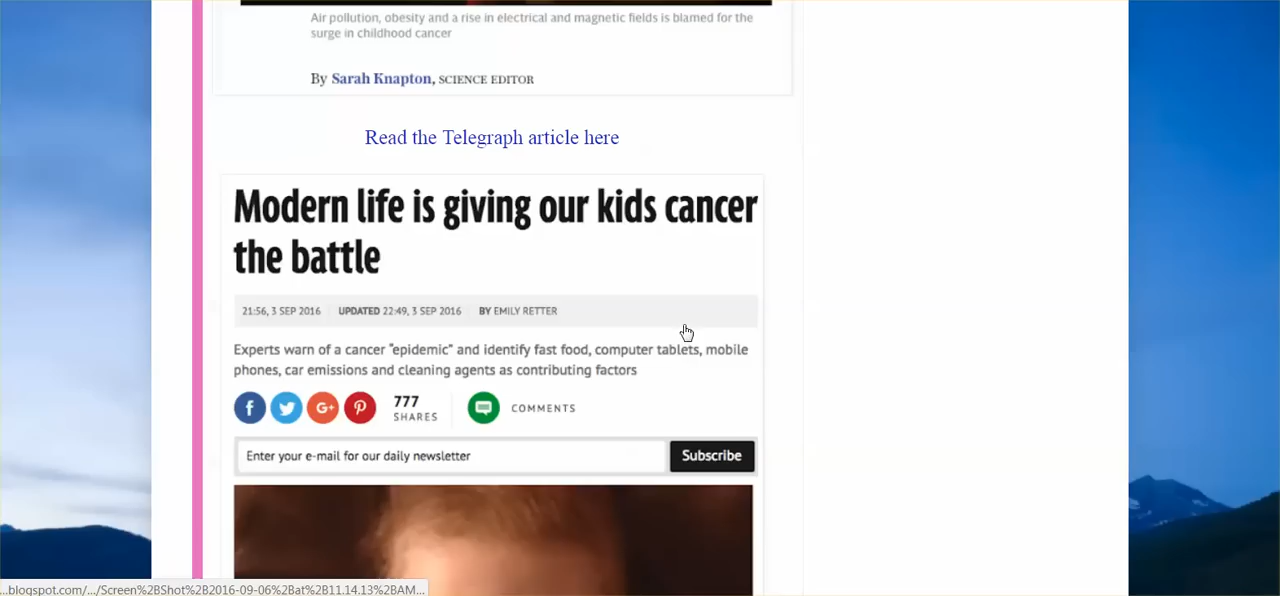 Air pollution, obesity and a rise in electrical and magnetic fields is blamed for the
surge in childhood cancer
By Sarah Knapton, SCIENCE EDITOR
Read the Telegraph article here
Modern life is giving our kids cancer
the battle
21:56, 3 SEP 2016 UPDATED 22:49, 3 SEP 2016 BY EMILY RETTER
Experts warn of a cancer "epidemic" and identify fast food, computer tablets, mobile
phones, car emissions and cleaning agents as contributing factors
777
SHARES
COMMENTS
Enter your e-mail for our daily newsletter
Subscribe
...blogspot.com/.../Screen%2BShot%2B2016-09-06%2Bat%2B11.14.13%2BAM...